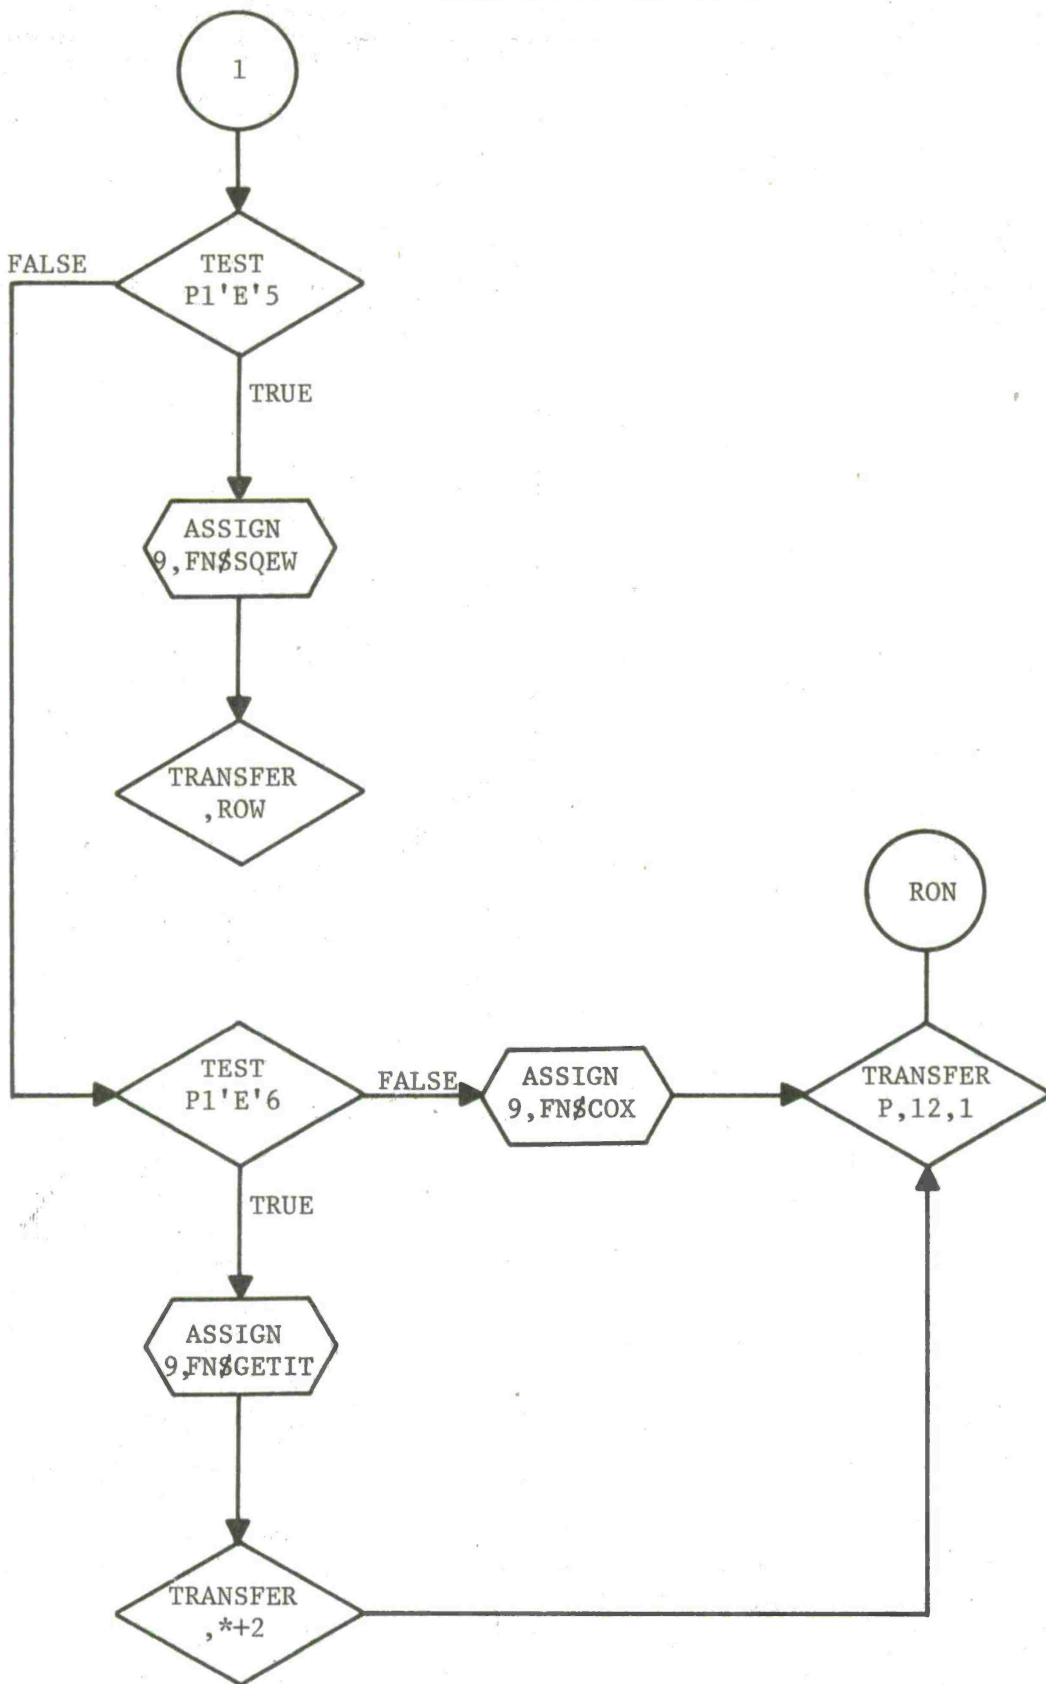 1
TEST
P1'E'5
FALSE
TRUE
ASSIGN
9,FN$SQEW
TRANSFER
,ROW
RON
TEST
P1'E'6
FALSE
ASSIGN
9,FN$COX
TRANSFER
P,12,1
TRUE
ASSIGN
9,FN$GETIT
TRANSFER
,*+2